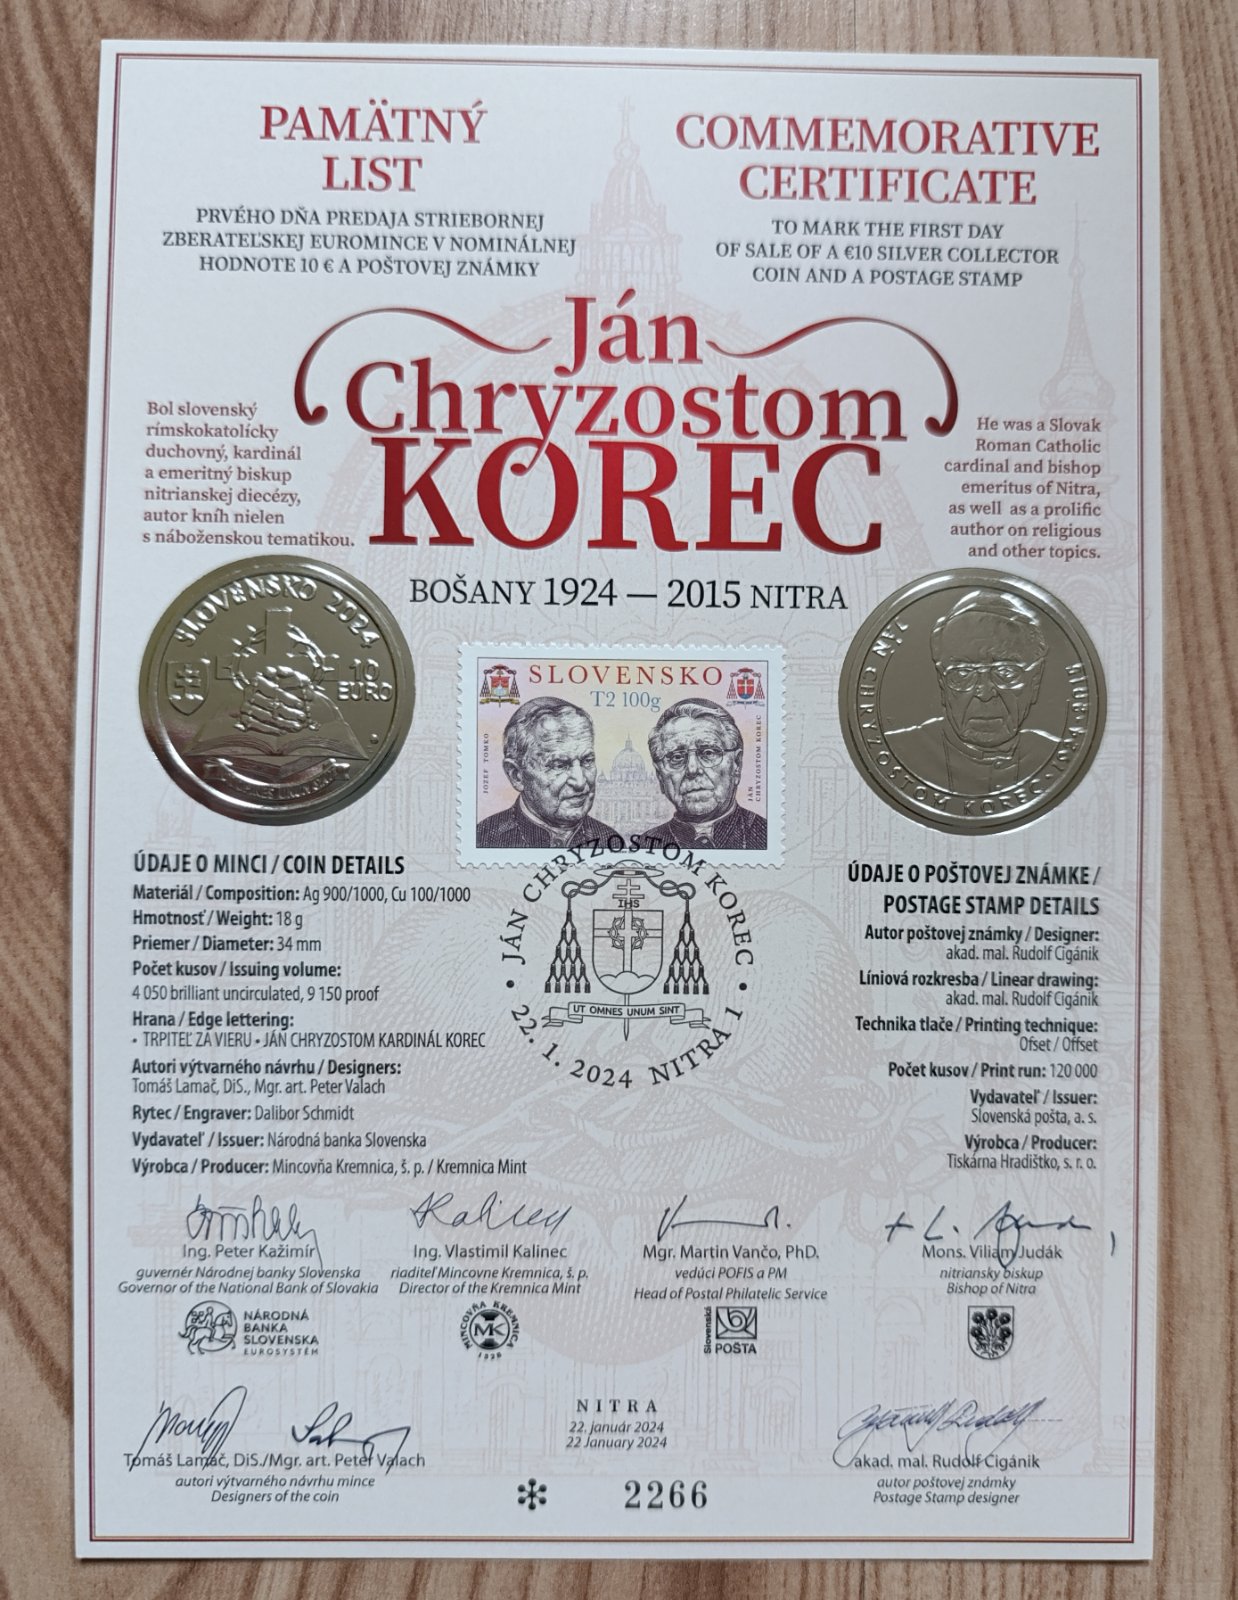 PAMÄTNÝ
LIST
PRVÉHO DŇA PREDAJA STRIEBORNEJ
ZBERATEĽSKEJ EUROMINCE V NOMINÁLNEJ
HODNOTE 10 € A POŠTOVEJ ZNÁMKY
COMMEMORATIVE
CERTIFICATE
TO MARK THE FIRST DAY
OF SALE OF A €10 SILVER COLLECTOR
COIN AND A POSTAGE STAMP
Ján
Chryzostom
KOREC
Bol slovenský
rímskokatolícky
duchovný, kardinál
a emeritný biskup
nitrianskej diecézy,
autor kníh nielen
s náboženskou tematikou.
He was a Slovak
Roman Catholic
cardinal and bishop
emeritus of Nitra,
as well as a prolific
author on religious
and other topics.
BOŠANY 1924 — 2015 NITRA
SLOVENSKO 2024
10
EURO
SLOVENSKO
T2 100g
JOZEF TOMKO
JÁN
CHRYZOSTOM KOREC
JÁN CHRYZOSTOM KOREC
ÚDAJE O MINCI / COIN DETAILS
Materiál / Composition: Ag 900/1000, Cu 100/1000
Hmotnosť / Weight: 18 g
Priemer / Diameter: 34 mm
Počet kusov / Issuing volume:
4 050 brilliant uncirculated, 9 150 proof
Hrana / Edge lettering:
• TRPITEĽ ZA VIERU • JÁN CHRYZOSTOM KARDINÁL KOREC
Autori výtvarného návrhu / Designers:
Tomáš Lamač, DiS., Mgr. art. Peter Valach
Rytec / Engraver: Dalibor Schmidt
Vydavateľ / Issuer: Národná banka Slovenska
Výrobca / Producer: Mincovňa Kremnica, š. p. / Kremnica Mint
• JÁN CHRYZOSTOM KOREC •
IHS
UT OMNES UNUM SINT
22. 1. 2024 NITRA 1
ÚDAJE O POŠTOVEJ ZNÁMKE /
POSTAGE STAMP DETAILS
Autor poštovej známky / Designer:
akad. mal. Rudolf Cigánik
Líniová rozkresba / Linear drawing:
akad. mal. Rudolf Cigánik
Technika tlače / Printing technique:
Ofset / Offset
Počet kusov / Print run: 120 000
Vydavateľ / Issuer:
Slovenská pošta, a. s.
Výrobca / Producer:
Tiskárna Hradištko, s. r. o.
Ing. Peter Kažimír
guvernér Národnej banky Slovenska
Governor of the National Bank of Slovakia
NÁRODNÁ
BANKA
SLOVENSKA
EUROSYSTÉM
Ing. Vlastimil Kalinec
riaditeľ Mincovne Kremnica, š. p.
Director of the Kremnica Mint
MINCOVŇA KREMNICA
MK
1328
Mgr. Martin Vančo, PhD.
vedúci POFIS a PM
Head of Postal Philatelic Service
Slovenská
POŠTA
Mons. Viliam Judák
nitriansky biskup
Bishop of Nitra
Tomáš Lamač, DiS./Mgr. art. Peter Valach
autori výtvarného návrhu mince
Designers of the coin
NITRA
22. január 2024
22 January 2024
2266
akad. mal. Rudolf Cigánik
autor poštovej známky
Postage Stamp designer